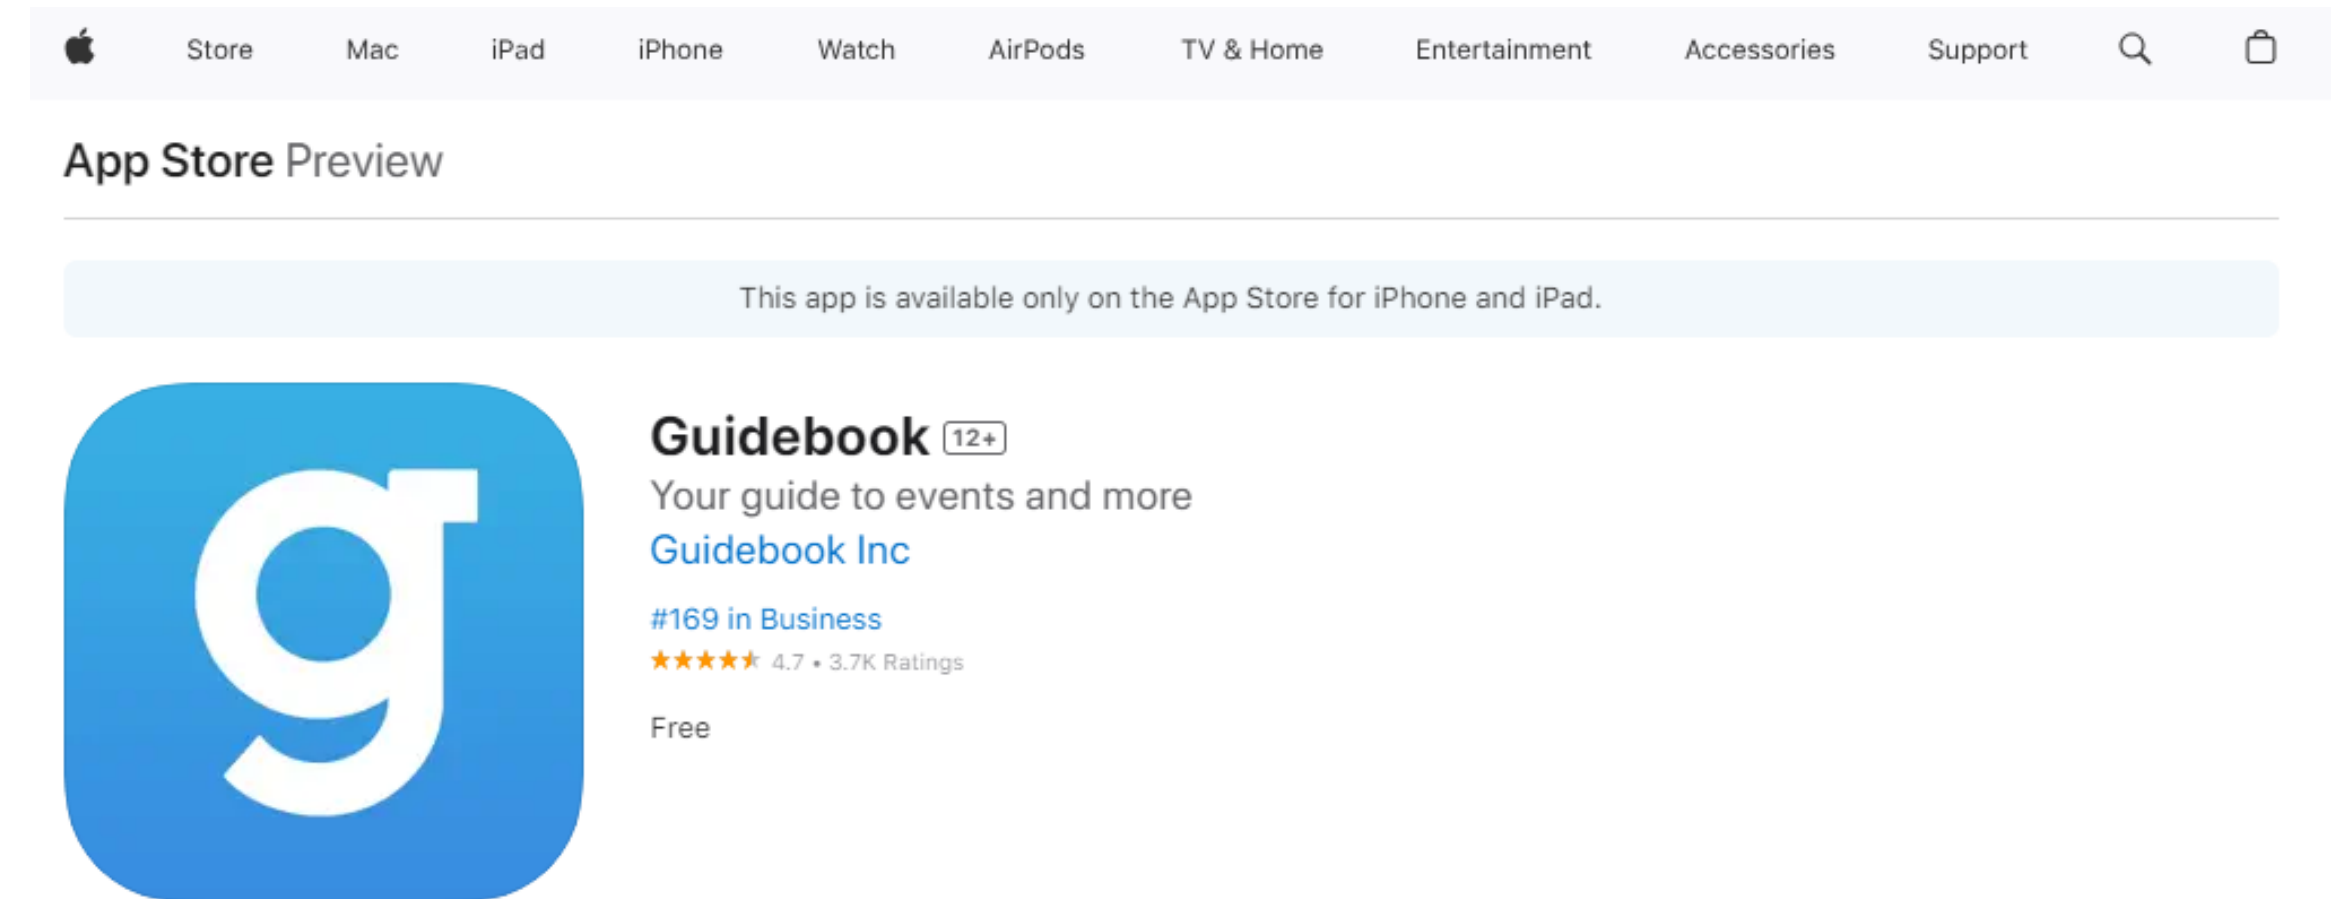 Store Mac iPad iPhone Watch AirPods TV & Home Entertainment Accessories Support
App Store Preview
This app is available only on the App Store for iPhone and iPad.
g
Guidebook 12+
Your guide to events and more
Guidebook Inc
#169 in Business
4.7 • 3.7K Ratings
Free